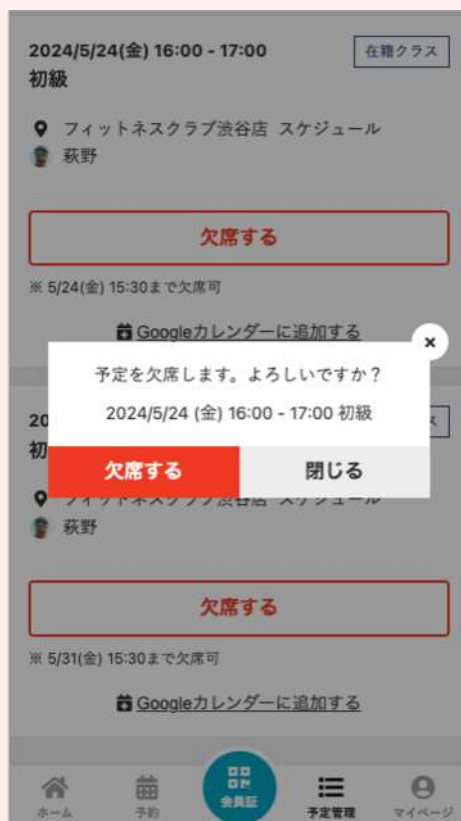 2024/5/24(金) 16:00 - 17:00
在籍クラス
初級
フィットネスクラブ渋谷店 スケジュール
萩野
欠席する
※ 5/24(金) 15:30まで欠席可
Googleカレンダーに追加する
×
予定を欠席します。よろしいですか？
2024/5/24 (金) 16:00 - 17:00 初級
欠席する
閉じる
20
初
フィットネスクラブ渋谷店 スケジュール
萩野
欠席する
※ 5/31(金) 15:30まで欠席可
Googleカレンダーに追加する
ホーム
予約
会員証
予定管理
マイページ